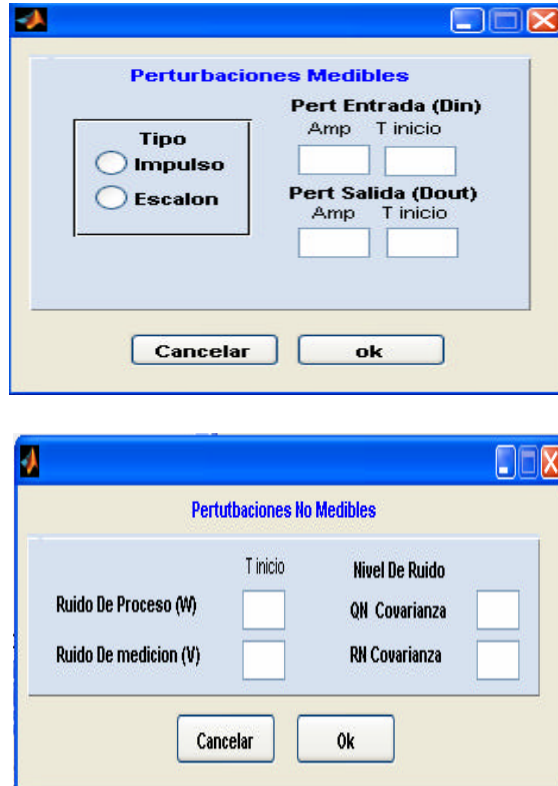 Perturbaciones Medibles
Tipo
Impulso
Escalon
Pert Entrada (Din)
Amp T inicio
Pert Salida (Dout)
Amp T inicio
Cancelar ok
Pertutbaciones No Medibles
T inicio Nivel De Ruido
Ruido De Proceso (W) QN Covarianza
Ruido De medicion (V) RN Covarianza
Cancelar Ok